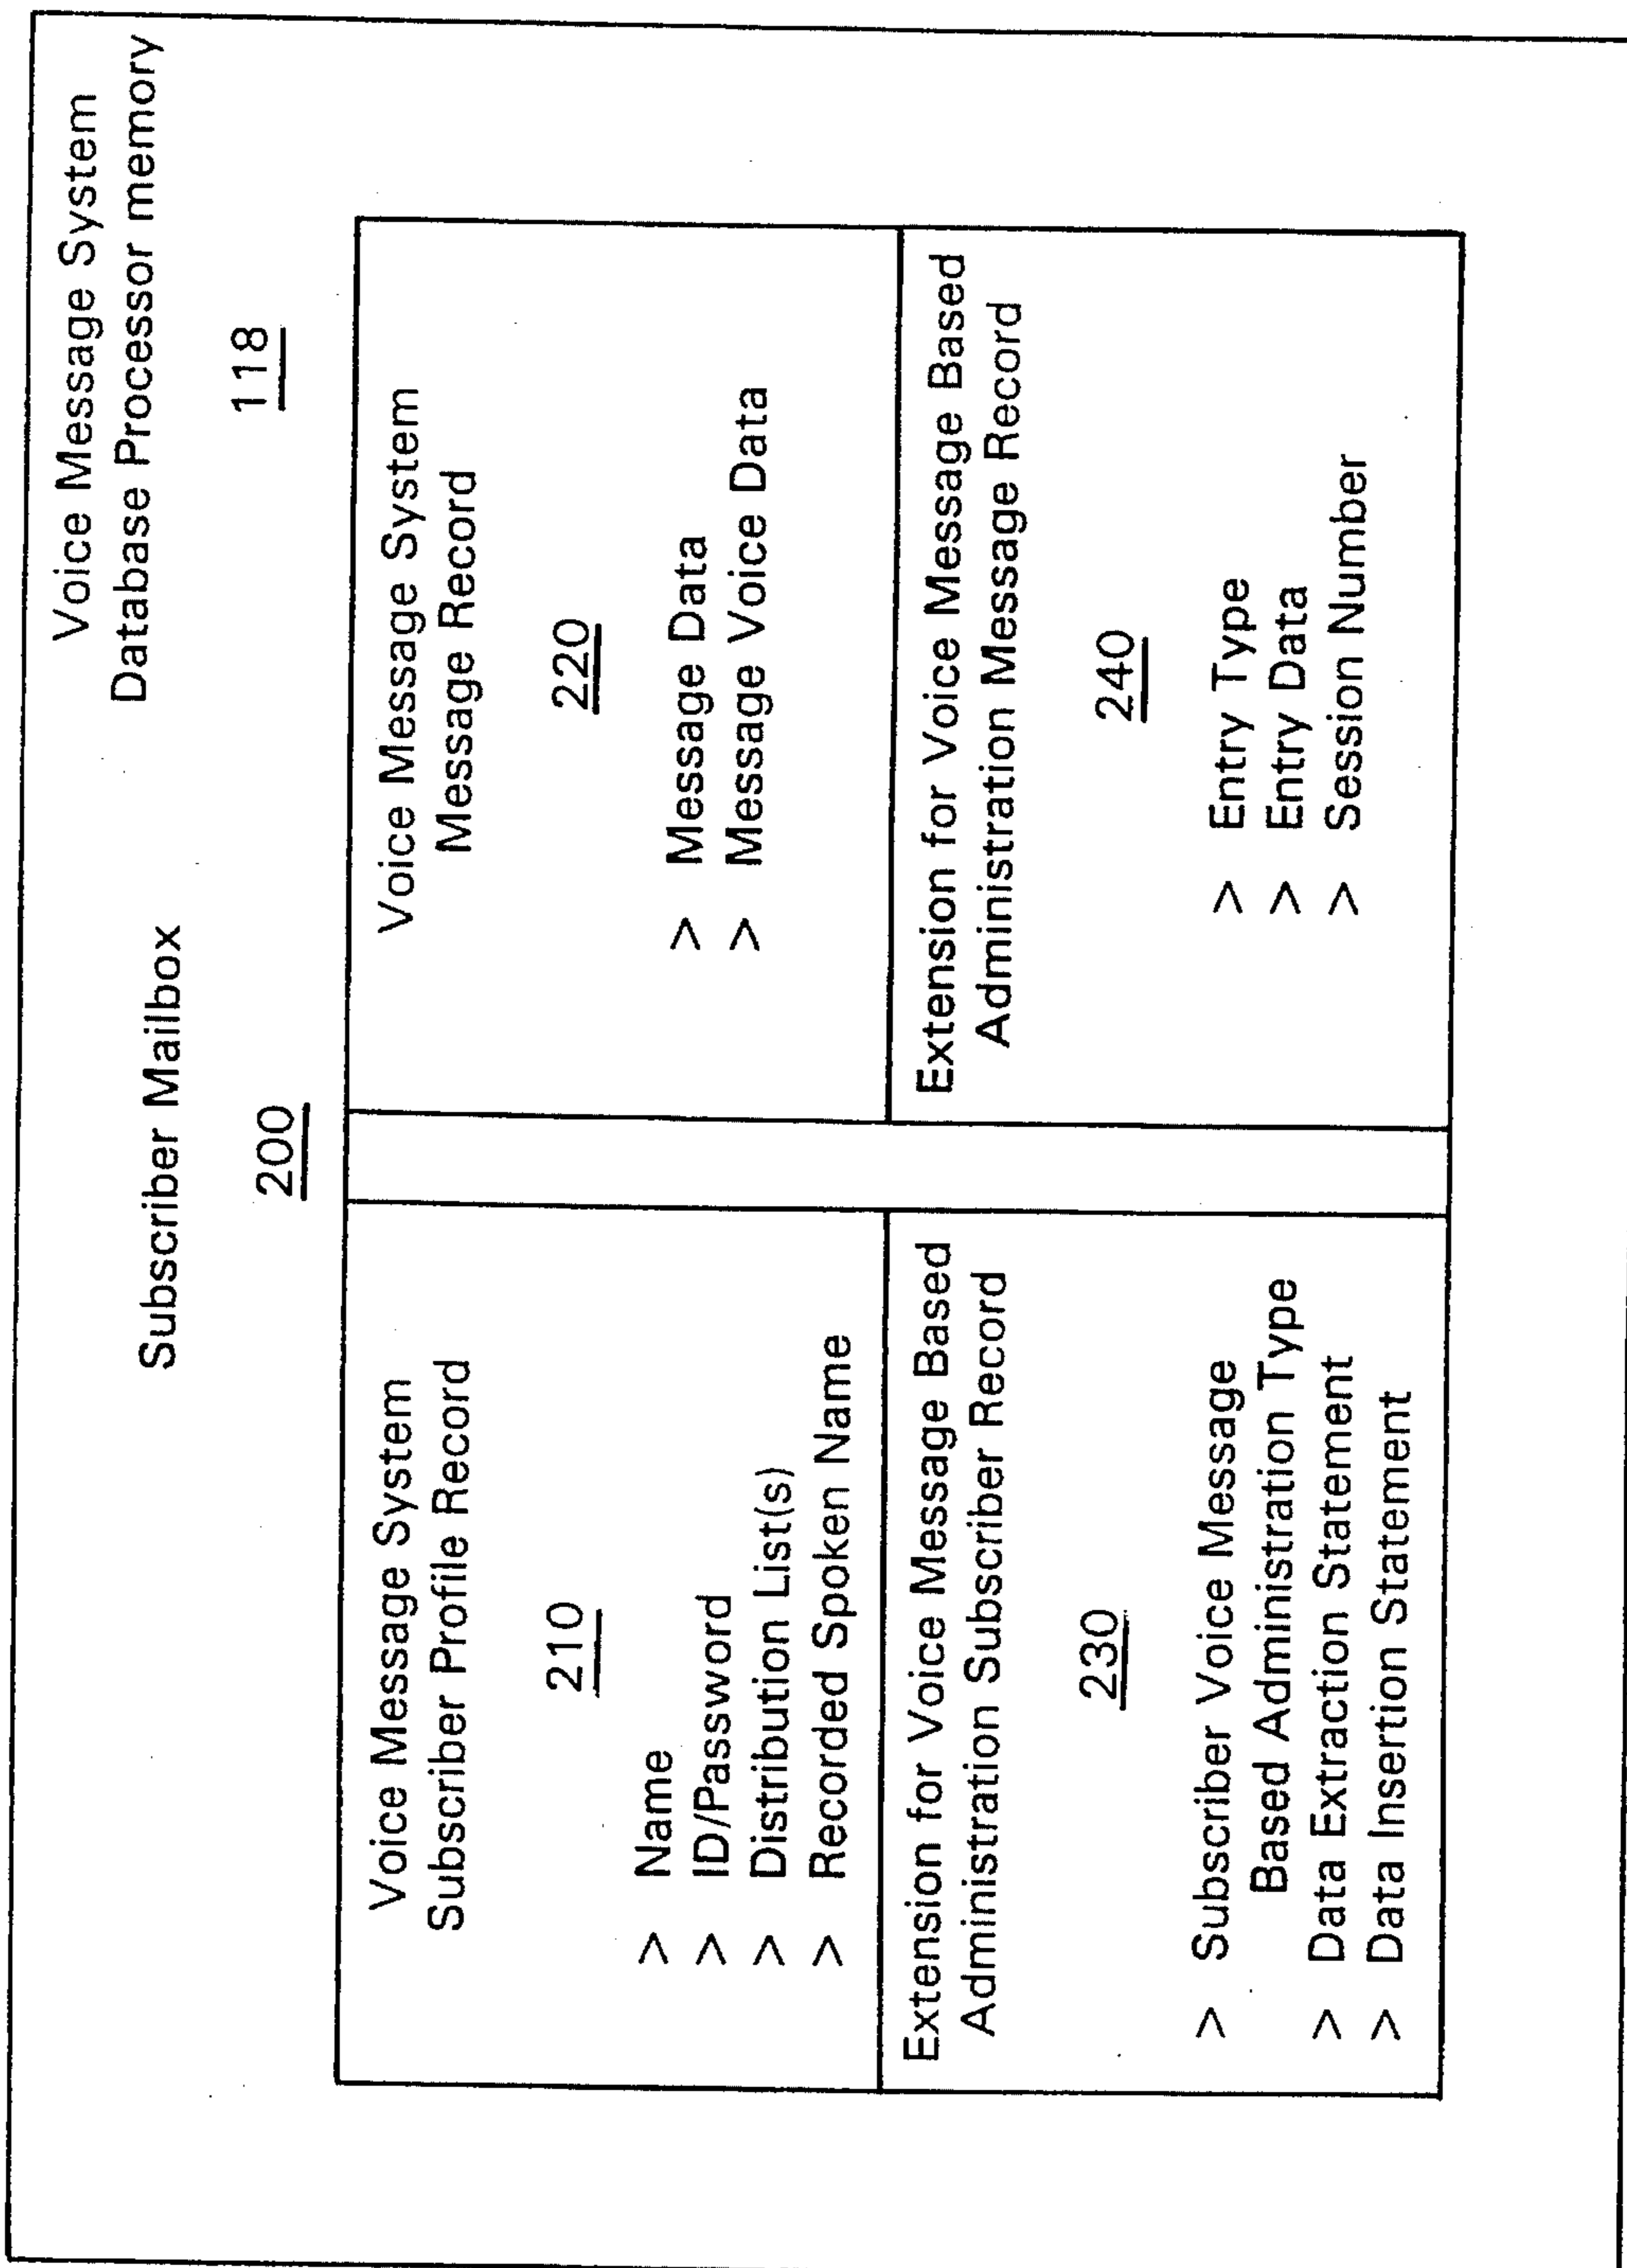 Voice Message System
Database Processor memory
118
Subscriber Mailbox
200
Voice Message System
Subscriber Profile Record
210
> Name
> ID/Password
> Distribution List(s)
> Recorded Spoken Name
Voice Message System
Message Record
220
> Message Data
> Message Voice Data
Extension for Voice Message Based
Administration Subscriber Record
230
> Subscriber Voice Message
Based Administration Type
> Data Extraction Statement
> Data Insertion Statement
Extension for Voice Message Based
Administration Message Record
240
> Entry Type
> Entry Data
> Session Number